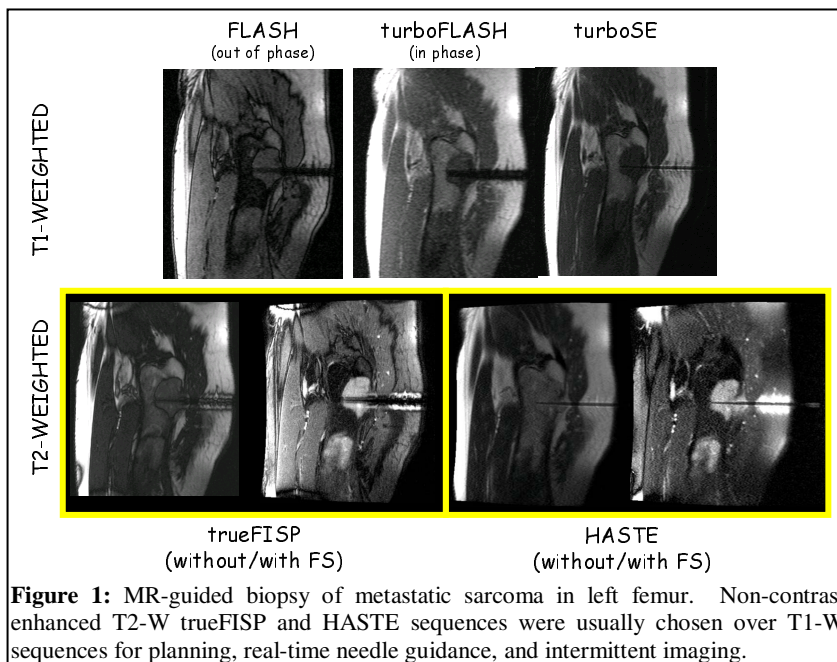 FLASH turboFLASH turboSE
(out of phase) (in phase)
T1-WEIGHTED
T2-WEIGHTED
trueFISP HASTE
(without/with FS) (without/with FS)
Figure 1: MR-guided biopsy of metastatic sarcoma in left femur. Non-contras
enhanced T2-W trueFISP and HASTE sequences were usually chosen over T1-W
sequences for planning, real-time needle guidance, and intermittent imaging.